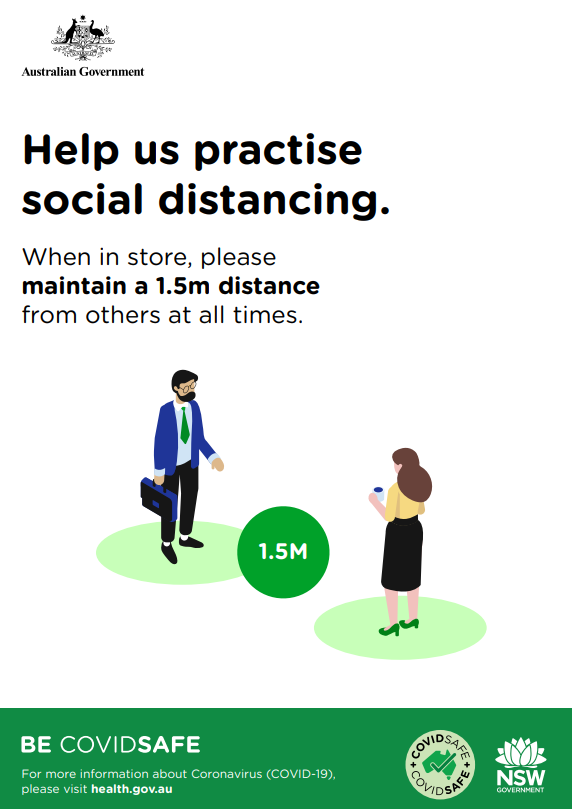 Australian Government
Help us practise
social distancing.
When in store, please
maintain a 1.5m distance
from others at all times.
1.5M
BE COVIDSAFE
For more information about Coronavirus (COVID-19),
please visit health.gov.au
COVIDSAFE
COVIDSAFE
NSW
GOVERNMENT